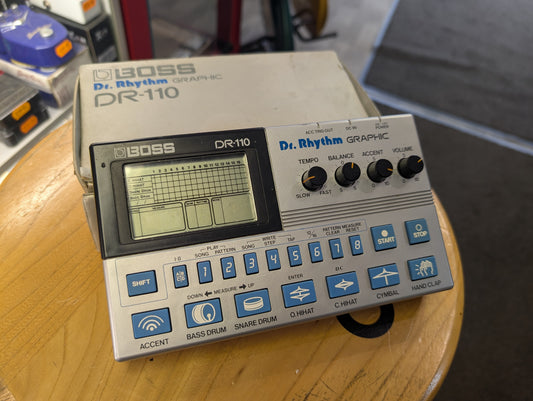 BOSS
Dr. Rhythm GRAPHIC
DR-110
BOSS
DR-110
ACC TRIG OUT
DC IN
POWER
Dr. Rhythm GRAPHIC
TEMPO
BALANCE
ACCENT
VOLUME
SLOW
FAST
PLAY
SONG
PATTERN
SONG
WRITE
STEP
TAP
PATTERN CLEAR
MEASURE RESET
SHIFT
1 2 3 4 5 6 7 8
START
STOP
DOWN ← MEASURE → UP
ENTER
ACCENT
BASS DRUM
SNARE DRUM
O.HIHAT
C.HIHAT
CYMBAL
HAND CLAP